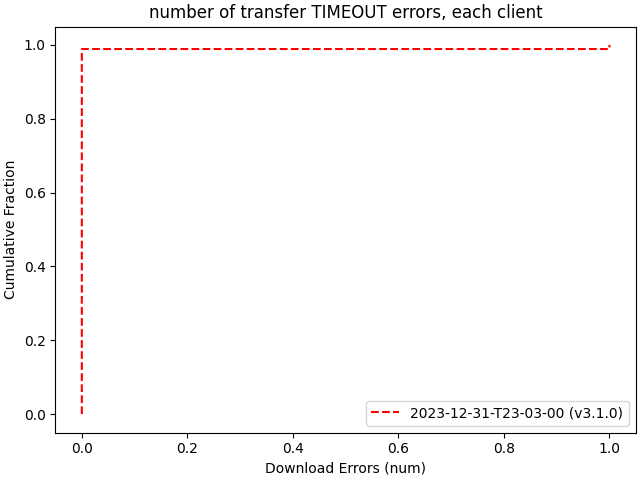 number of transfer TIMEOUT errors, each client
Cumulative Fraction
1.0
0.8
0.6
0.4
0.2
0.0
0.0 0.2 0.4 0.6 0.8 1.0
Download Errors (num)
2023-12-31-T23-03-00 (v3.1.0)